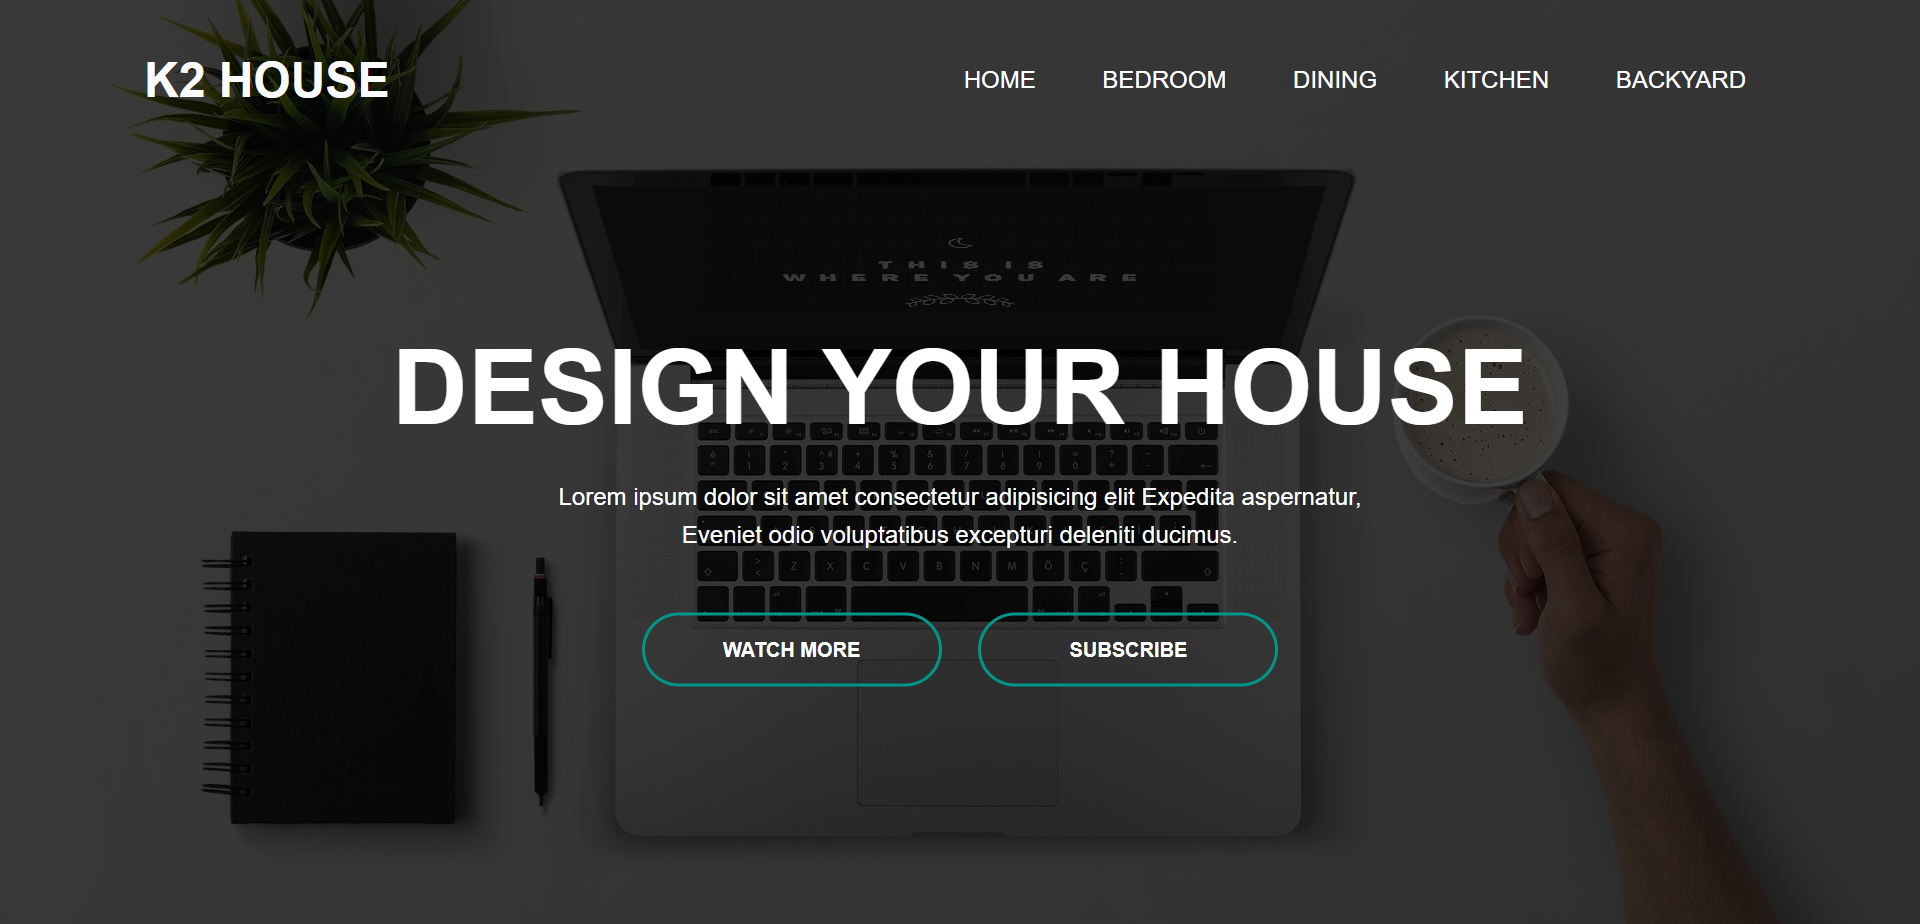 K2 HOUSE
HOME BEDROOM DINING KITCHEN BACKYARD
THIS IS
WHERE YOU ARE
DESIGN YOUR HOUSE
Lorem ipsum dolor sit amet consectetur adipisicing elit Expedita aspernatur,
Eveniet odio voluptatibus excepturi deleniti ducimus.
Z X C V B N M Ö Ç
WATCH MORE SUBSCRIBE